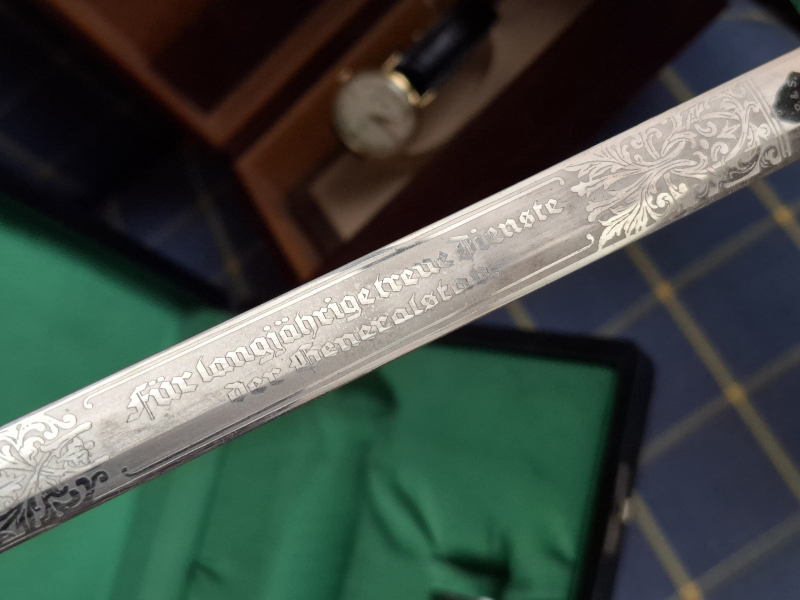 Für langjährige treue Dienste
der Generalstab.